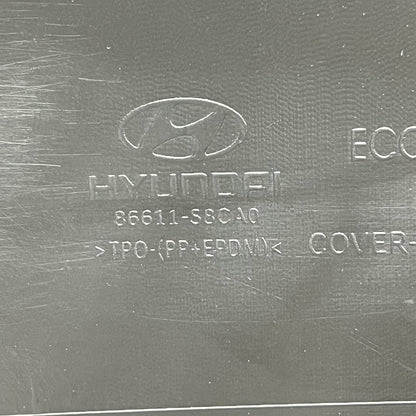 HYUNDAI
ECO
86611-S8CA0
>TPO-(PP+EPDM)<
COVER-